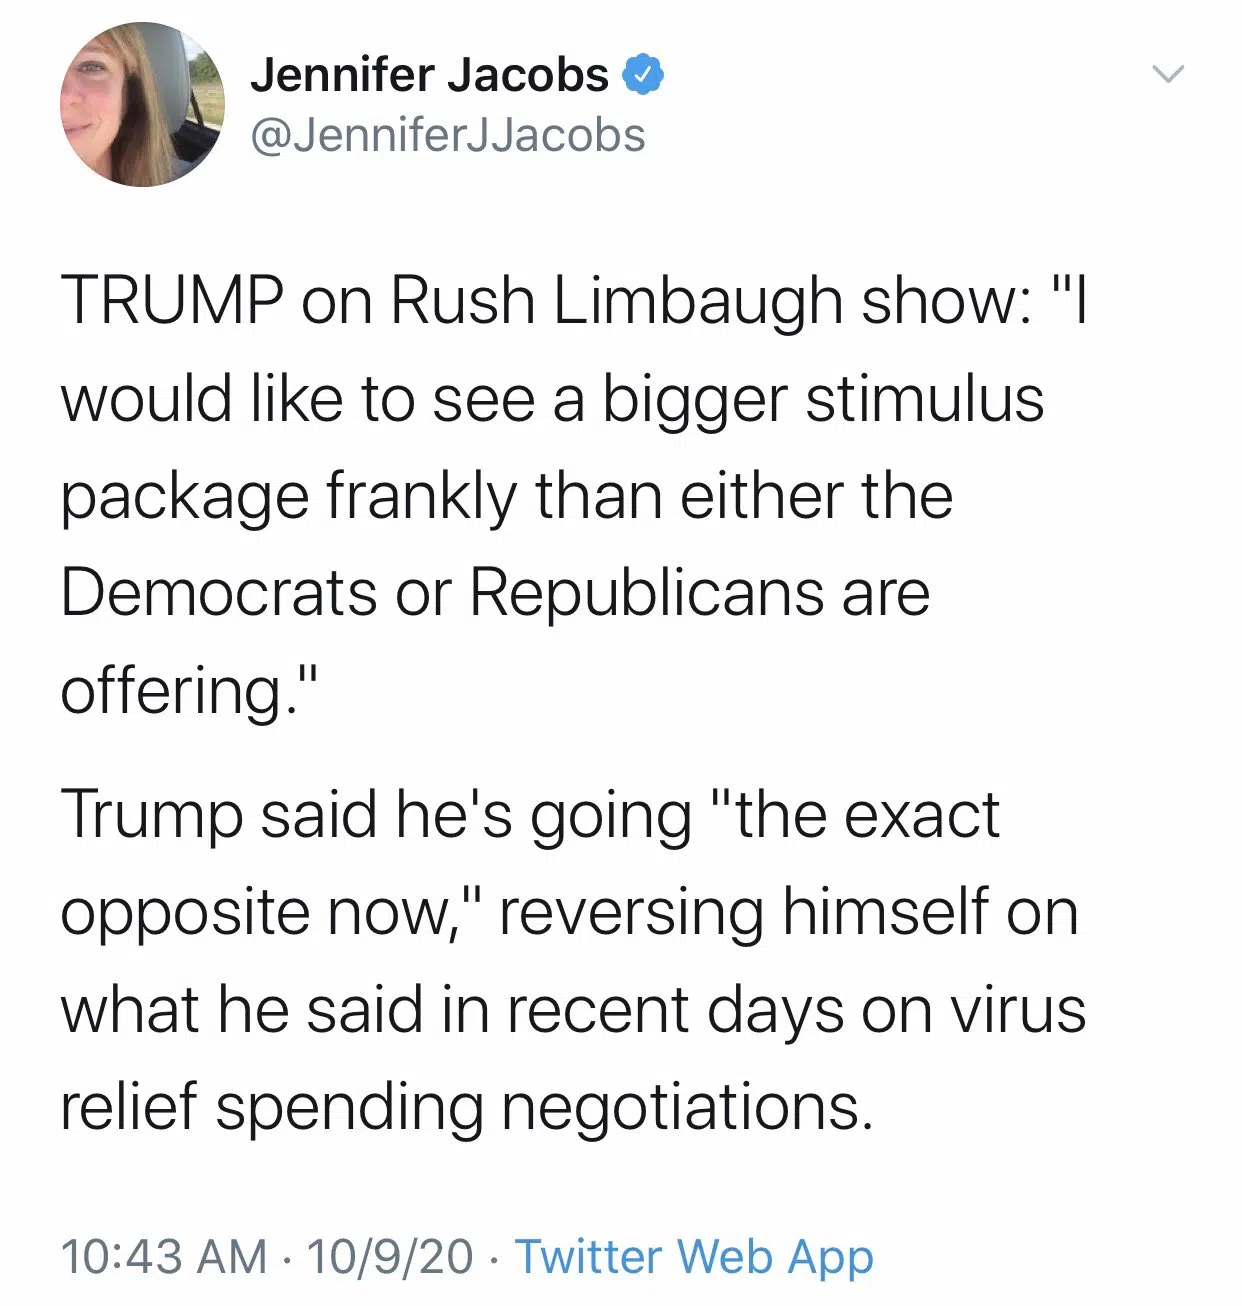 Jennifer Jacobs
@JenniferJJacobs
TRUMP on Rush Limbaugh show: "I
would like to see a bigger stimulus
package frankly than either the
Democrats or Republicans are
offering."
Trump said he's going "the exact
opposite now," reversing himself on
what he said in recent days on virus
relief spending negotiations.
10:43 AM · 10/9/20 · Twitter Web App